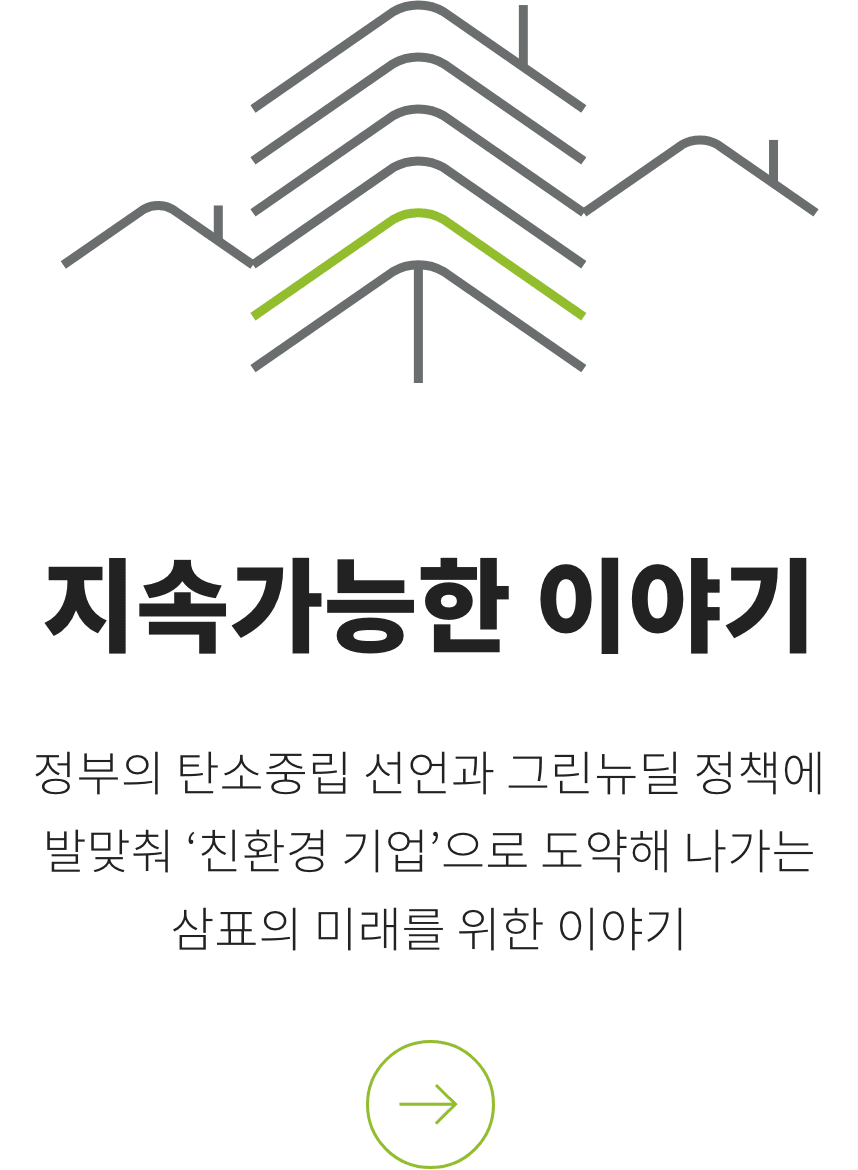 지속가능한 이야기
정부의 탄소중립 선언과 그린뉴딜 정책에
발맞춰 ‘친환경 기업’으로 도약해 나가는
삼표의 미래를 위한 이야기